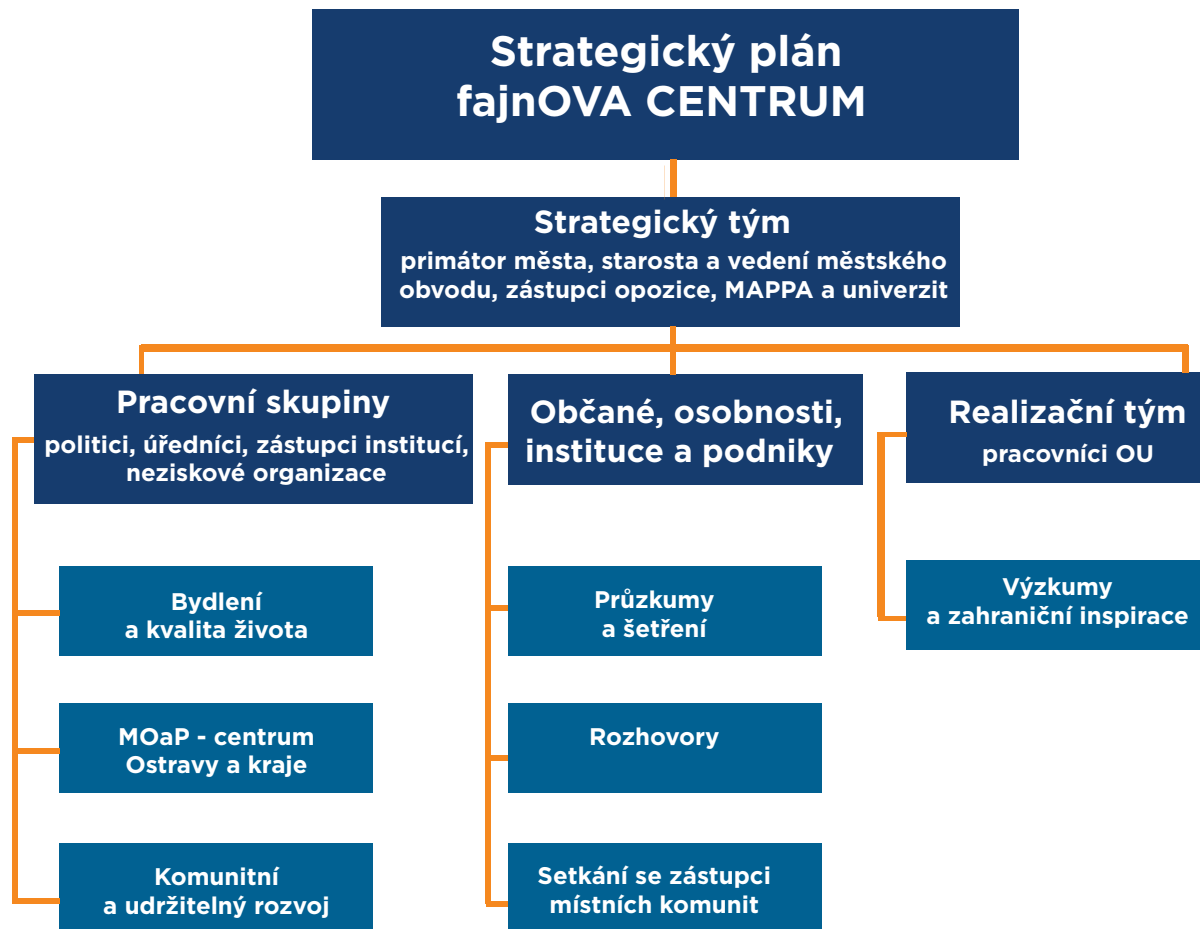 Strategický plán
fajnOVA CENTRUM
Strategický tým
primátor města, starosta a vedení městského
obvodu, zástupci opozice, MAPPA a univerzit
Pracovní skupiny
politici, úředníci, zástupci institucí,
neziskové organizace
Bydlení
a kvalita života
MOaP - centrum
Ostravy a kraje
Komunitní
a udržitelný rozvoj
Občané, osobnosti,
instituce a podniky
Průzkumy
a šetření
Rozhovory
Setkání se zástupci
místních komunit
Realizační tým
pracovníci OU
Výzkumy
a zahraniční inspirace